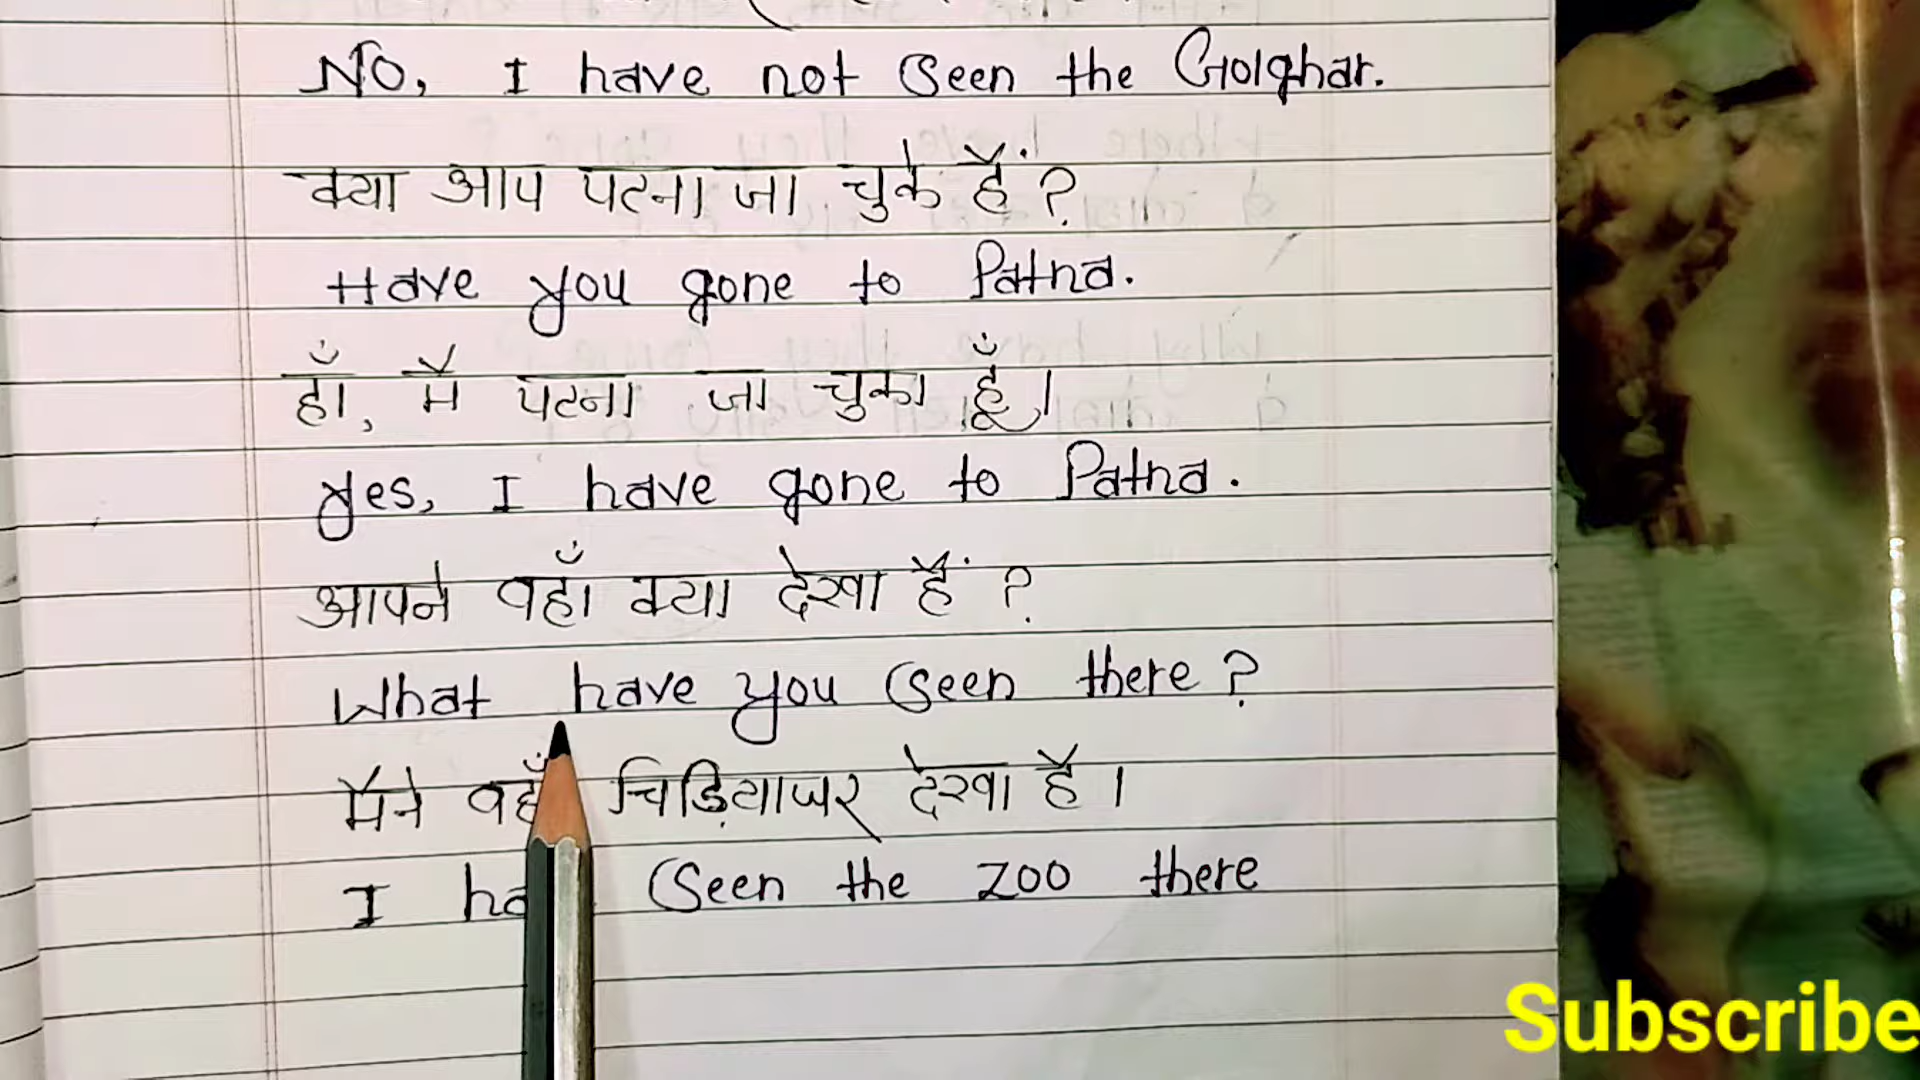 No, I have not seen the Golghar.
क्या आप पटना जा चुके हैं?
Have you gone to Patna.
हाँ, मै पटना जा चुका हूँ।
Yes, I have gone to Patna.
आपने वहाँ क्या देखा हैं ?
What have you seen there?
मैने चिड़ियाघर देखा है।
I seen the zoo there
Subscribe